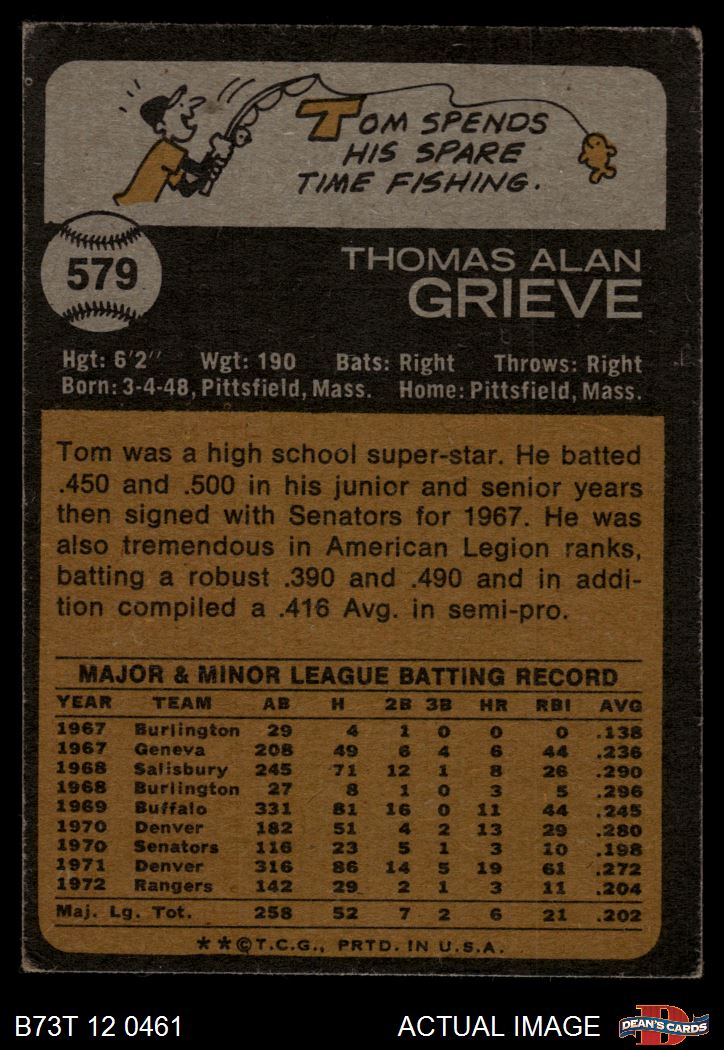 TOM SPENDS
HIS SPARE
TIME FISHING.
579
THOMAS ALAN
GRIEVE
Hgt: 6'2" Wgt: 190 Bats: Right Throws: Right
Born: 3-4-48, Pittsfield, Mass. Home: Pittsfield, Mass.
Tom was a high school super-star. He batted
.450 and .500 in his junior and senior years
then signed with Senators for 1967. He was
also tremendous in American Legion ranks,
batting a robust .390 and .490 and in addi-
tion compiled a .416 Avg. in semi-pro.
MAJOR & MINOR LEAGUE BATTING RECORD
YEAR TEAM AB H 2B 3B HR RBI AVG
1967 Burlington 29 4 1 0 0 0 .138
1967 Geneva 208 49 6 4 6 44 .236
1968 Salisbury 245 71 12 1 8 26 .290
1968 Burlington 27 8 1 0 3 5 .296
1969 Buffalo 331 81 16 0 11 44 .245
1970 Denver 182 51 4 2 13 29 .280
1970 Senators 116 23 5 1 3 10 .198
1971 Denver 316 86 14 5 19 61 .272
1972 Rangers 142 29 2 1 3 11 .204
Maj. Lg. Tot. 258 52 7 2 6 21 .202
**©T.C.G., PRTD. IN U.S.A.
B73T 12 0461 ACTUAL IMAGE DEAN'S CARDS